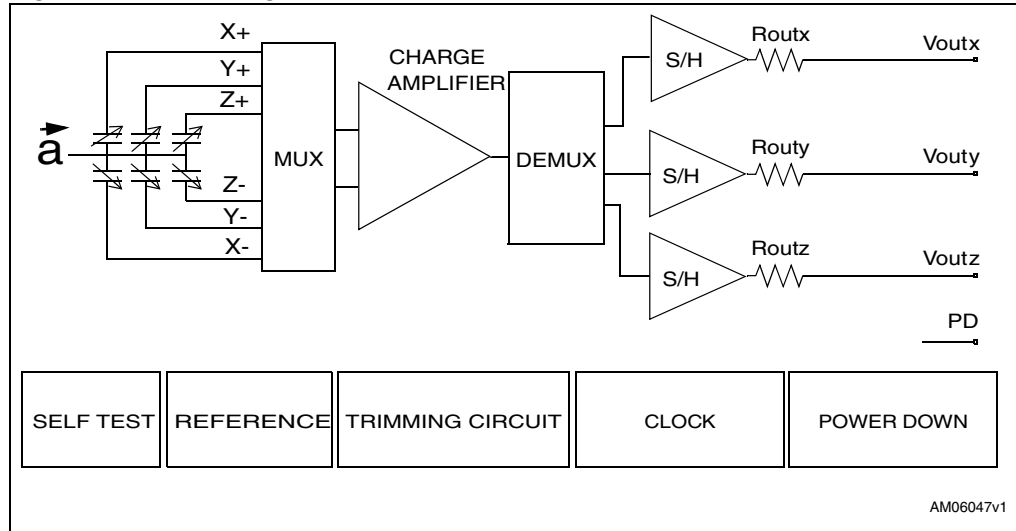 X+
Y+
Z+
a
Z-
Y-
X-
MUX
CHARGE
AMPLIFIER
DEMUX
S/H
Routx
Voutx
S/H
Routy
Vouty
S/H
Routz
Voutz
PD
SELF TEST
REFERENCE
TRIMMING CIRCUIT
CLOCK
POWER DOWN
AM06047v1